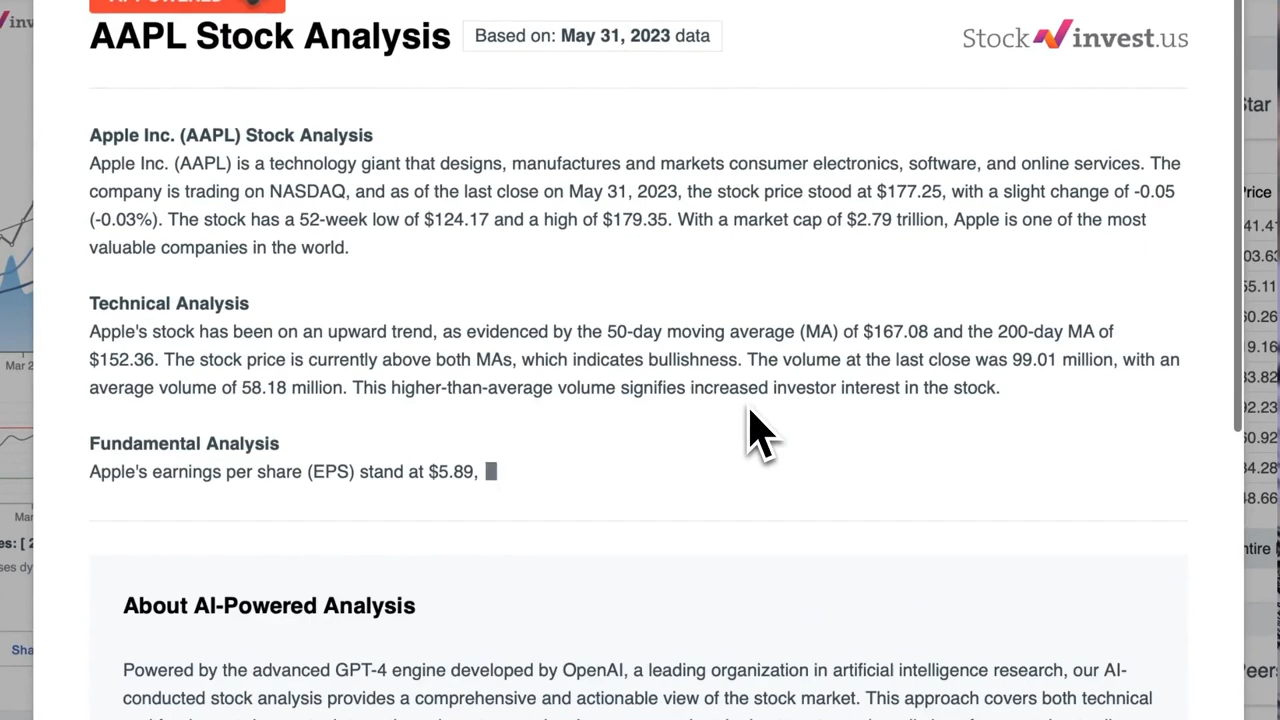 AAPL Stock Analysis
Based on: May 31, 2023 data
Stock invest.us
Apple Inc. (AAPL) Stock Analysis
Apple Inc. (AAPL) is a technology giant that designs, manufactures and markets consumer electronics, software, and online services. The
company is trading on NASDAQ, and as of the last close on May 31, 2023, the stock price stood at $177.25, with a slight change of -0.05
(-0.03%). The stock has a 52-week low of $124.17 and a high of $179.35. With a market cap of $2.79 trillion, Apple is one of the most
valuable companies in the world.
Technical Analysis
Apple's stock has been on an upward trend, as evidenced by the 50-day moving average (MA) of $167.08 and the 200-day MA of
$152.36. The stock price is currently above both MAs, which indicates bullishness. The volume at the last close was 99.01 million, with an
average volume of 58.18 million. This higher-than-average volume signifies increased investor interest in the stock.
Fundamental Analysis
Apple's earnings per share (EPS) stand at $5.89,
About AI-Powered Analysis
Powered by the advanced GPT-4 engine developed by OpenAI, a leading organization in artificial intelligence research, our AI-
conducted stock analysis provides a comprehensive and actionable view of the stock market. This approach covers both technical